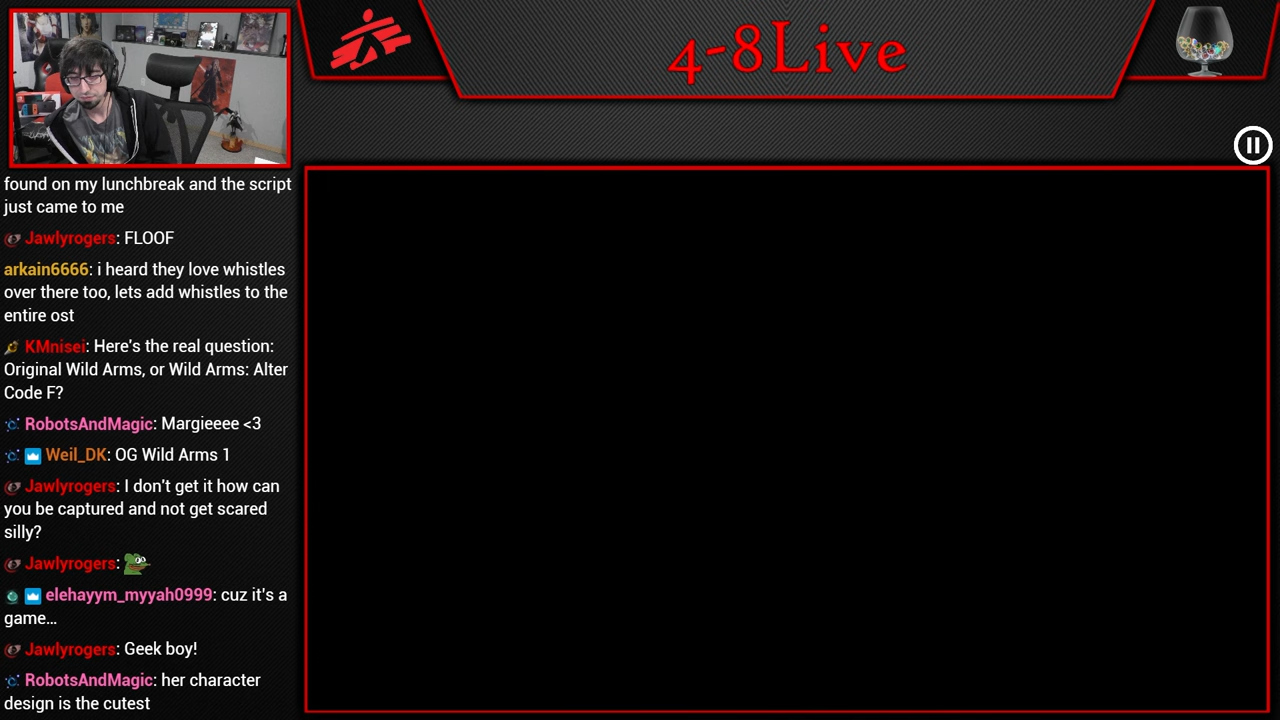 4-8Live
found on my lunchbreak and the script
just came to me
Jawlyrogers: FLOOF
arkain6666: i heard they love whistles
over there too, lets add whistles to the
entire ost
KMnisei: Here's the real question:
Original Wild Arms, or Wild Arms: Alter
Code F?
RobotsAndMagic: Margieeee <3
Weil_DK: OG Wild Arms 1
Jawlyrogers: I don't get it how can
you be captured and not get scared
silly?
Jawlyrogers:
elehayym_myyah0999: cuz it's a
game...
Jawlyrogers: Geek boy!
RobotsAndMagic: her character
design is the cutest